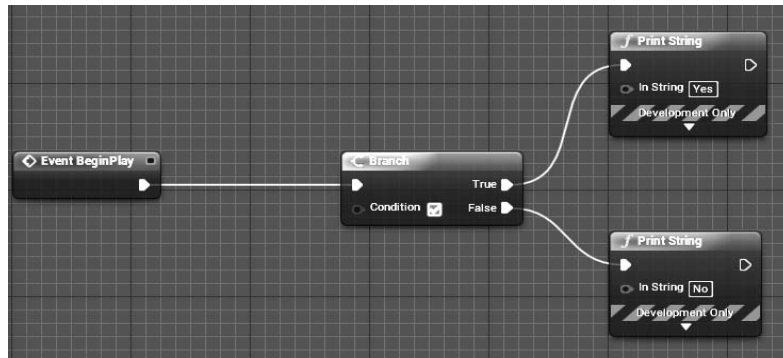 Print String
In String Yes
Development Only
Event BeginPlay
Branch
True
Condition
False
Print String
In String No
Development Only